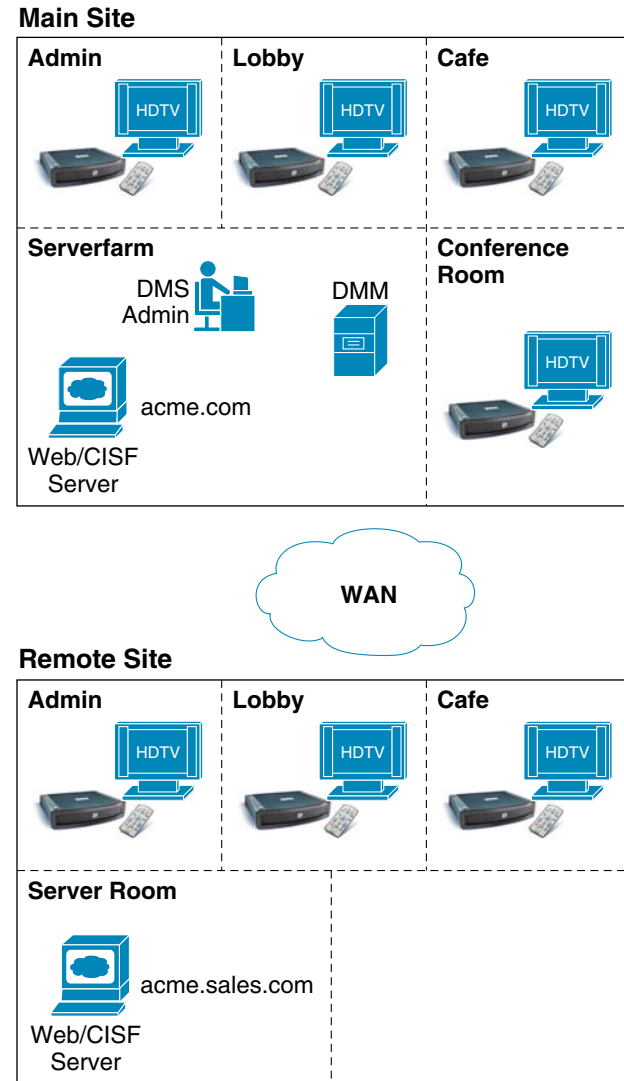 Main Site
Admin
HDTV
Lobby
HDTV
Cafe
HDTV
Serverfarm
DMS
Admin
DMM
acme.com
Web/CISF
Server
Conference
Room
HDTV
WAN
Remote Site
Admin
HDTV
Lobby
HDTV
Cafe
HDTV
Server Room
acme.sales.com
Web/CISF
Server